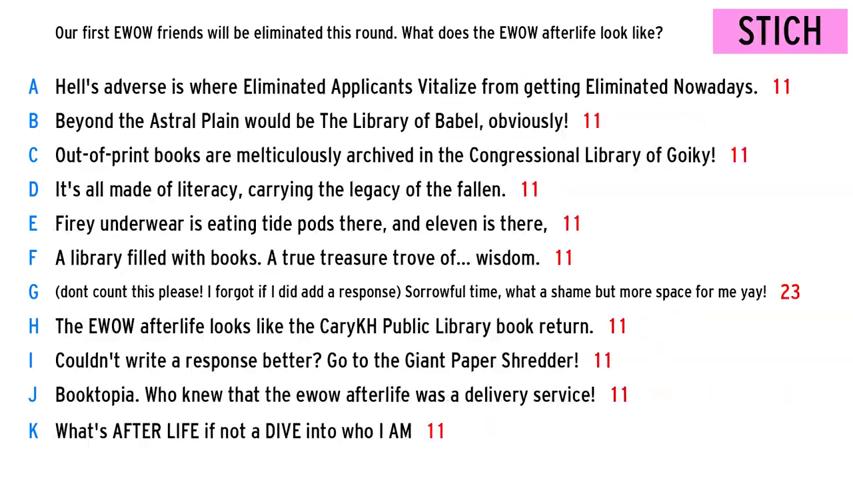 Our first EWOW friends will be eliminated this round. What does the EWOW afterlife look like?
STICH
A Hell's adverse is where Eliminated Applicants Vitalize from getting Eliminated Nowadays. 11
B Beyond the Astral Plain would be The Library of Babel, obviously! 11
C Out-of-print books are melticulously archived in the Congressional Library of Goiky! 11
D It's all made of literacy, carrying the legacy of the fallen. 11
E Firey underwear is eating tide pods there, and eleven is there, 11
F A library filled with books. A true treasure trove of... wisdom. 11
G (dont count this please! I forgot if I did add a response) Sorrowful time, what a shame but more space for me yay! 23
H The EWOW afterlife looks like the CaryKH Public Library book return. 11
I Couldn't write a response better? Go to the Giant Paper Shredder! 11
J Booktopia. Who knew that the ewow afterlife was a delivery service! 11
K What's AFTER LIFE if not a DIVE into who I AM 11